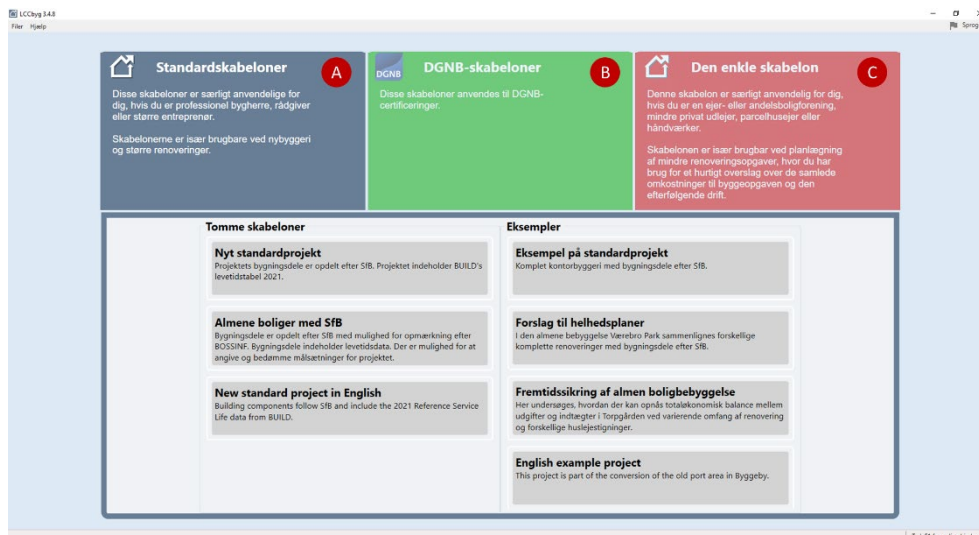 LCCbyg 3.4.8
Filer Hjælp
Sprog
Standardskabeloner
A
Disse skabeloner er særligt anvendelige for
dig, hvis du er professionel bygherre, rådgiver
eller større entreprenør.
Skabelonerne er især brugbare ved nybyggeri
og større renoveringer.
DGNB
DGNB-skabeloner
B
Disse skabeloner anvendes til DGNB-
certificeringer.
Den enkle skabelon
C
Denne skabelon er særligt anvendelig for dig,
hvis du er en ejer- eller andelsboligforening,
mindre privat udlejer, parcelhusejer eller
håndværker.
Skabelonen er især brugbar ved planlægning
af mindre renoveringsopgaver, hvor du har
brug for et hurtigt overslag over de samlede
omkostninger til byggeopgaven og den
efterfølgende drift.
Tomme skabeloner
Nyt standardprojekt
Projektets bygningsdele er opdelt efter SfB. Projektet indeholder BUILD's
levetidstabel 2021.
Almene boliger med SfB
Bygningsdele er opdelt efter SfB med mulighed for opmærkning efter
BOSSINF. Bygningsdele indeholder levetidsdata. Der er mulighed for at
angive og bedømme målsætninger for projektet.
New standard project in English
Building components follow SfB and include the 2021 Reference Service
Life data from BUILD.
Eksempler
Eksempel på standardprojekt
Komplet kontorbyggeri med bygningsdele efter SfB.
Forslag til helhedsplaner
I den almene bebyggelse Værebro Park sammenlignes forskellige
komplette renoveringer med bygningsdele efter SfB.
Fremtidssikring af almen boligbebyggelse
Her undersøges, hvordan der kan opnås totaløkonomisk balance mellem
udgifter og indtægter i Torpgården ved varierende omfang af renovering
og forskellige huslejestigninger.
English example project
This project is part of the conversion of the old port area in Byggeby.